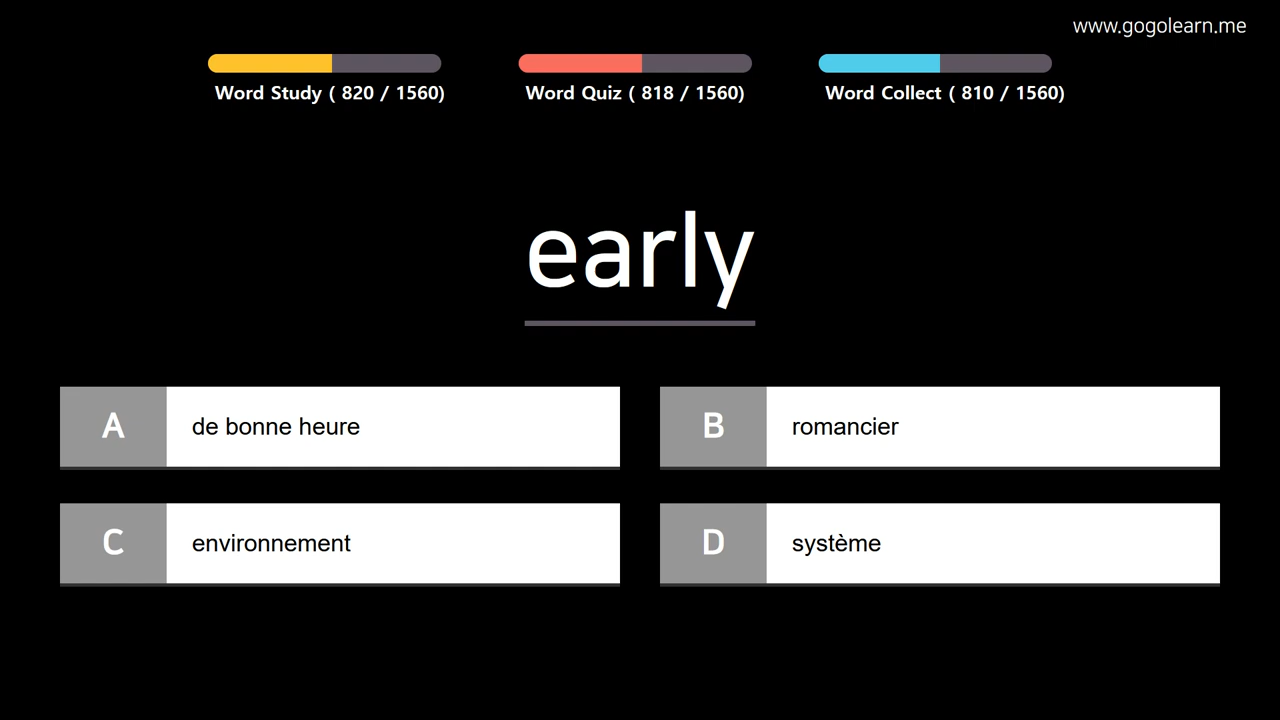 www.gogolearn.me
Word Study ( 820 / 1560)
Word Quiz ( 818 / 1560)
Word Collect ( 810 / 1560)
early
A
de bonne heure
B
romancier
C
environnement
D
système